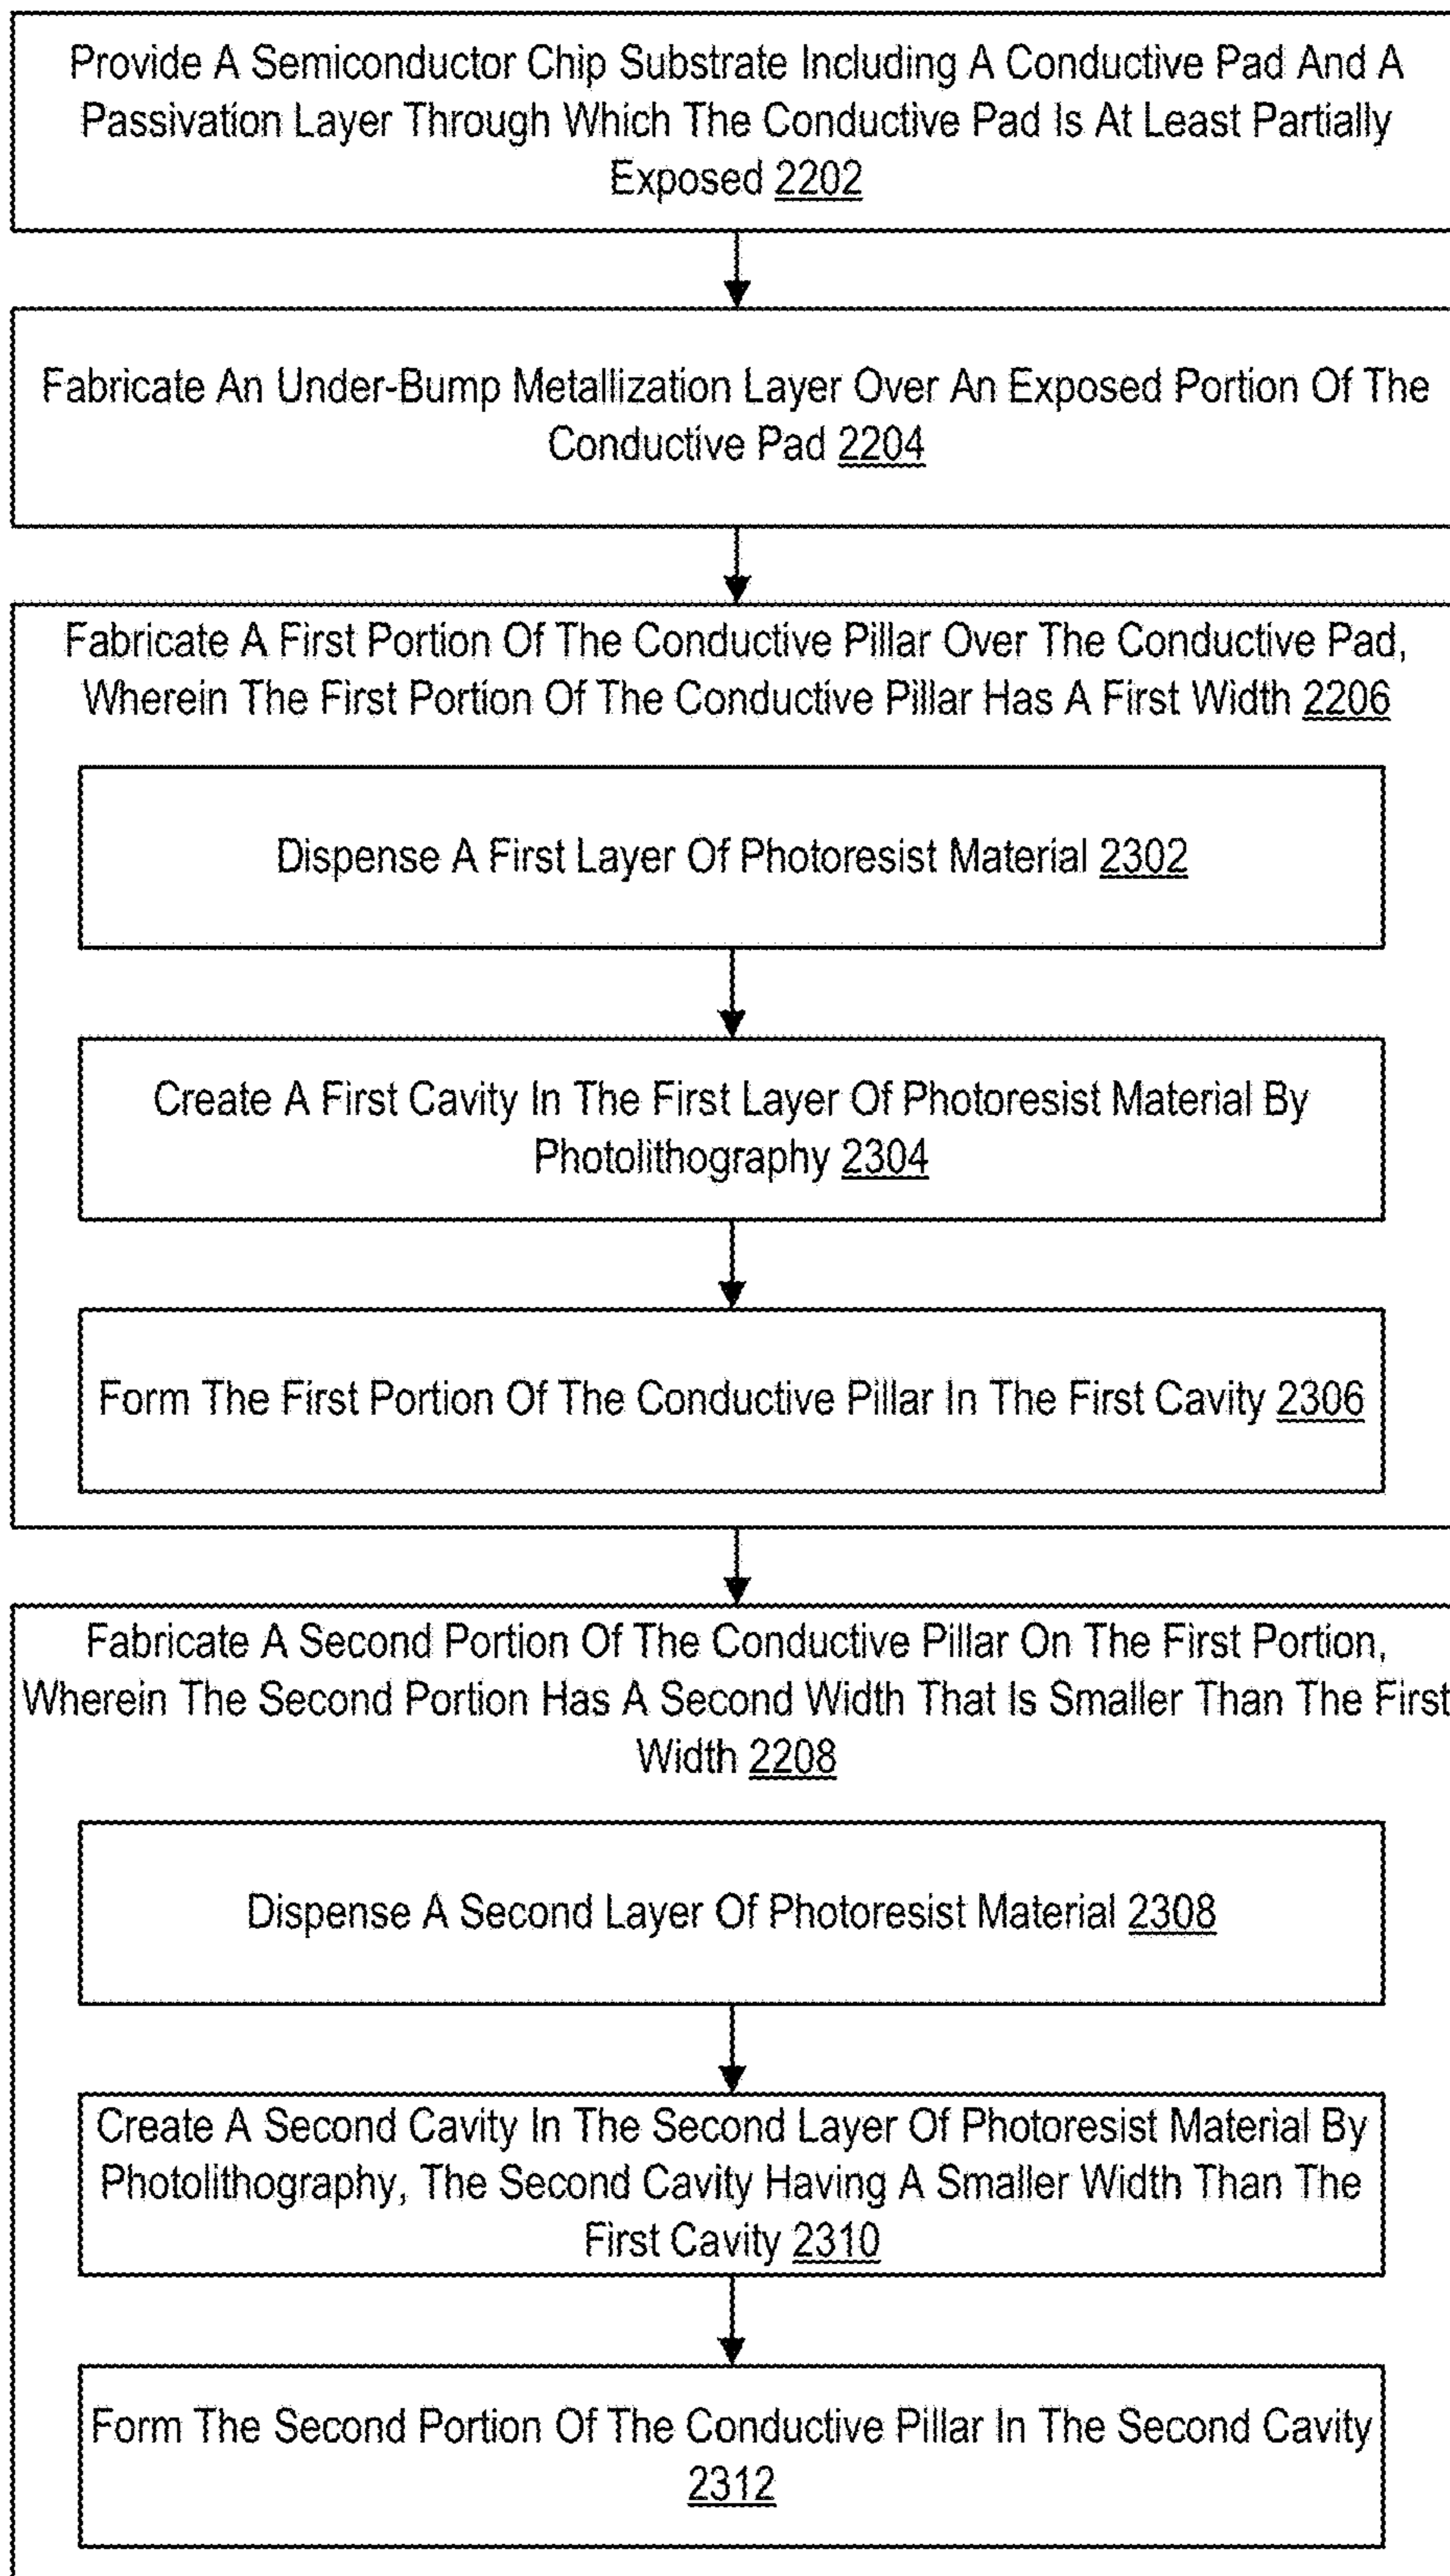 Provide A Semiconductor Chip Substrate Including A Conductive Pad And A
Passivation Layer Through Which The Conductive Pad Is At Least Partially
Exposed 2202
Fabricate An Under-Bump Metallization Layer Over An Exposed Portion Of The
Conductive Pad 2204
Fabricate A First Portion Of The Conductive Pillar Over The Conductive Pad,
Wherein The First Portion Of The Conductive Pillar Has A First Width 2206
Dispense A First Layer Of Photoresist Material 2302
Create A First Cavity In The First Layer Of Photoresist Material By
Photolithography 2304
Form The First Portion Of The Conductive Pillar In The First Cavity 2306
Fabricate A Second Portion Of The Conductive Pillar On The First Portion,
Wherein The Second Portion Has A Second Width That Is Smaller Than The First
Width 2208
Dispense A Second Layer Of Photoresist Material 2308
Create A Second Cavity In The Second Layer Of Photoresist Material By
Photolithography, The Second Cavity Having A Smaller Width Than The
First Cavity 2310
Form The Second Portion Of The Conductive Pillar In The Second Cavity
2312